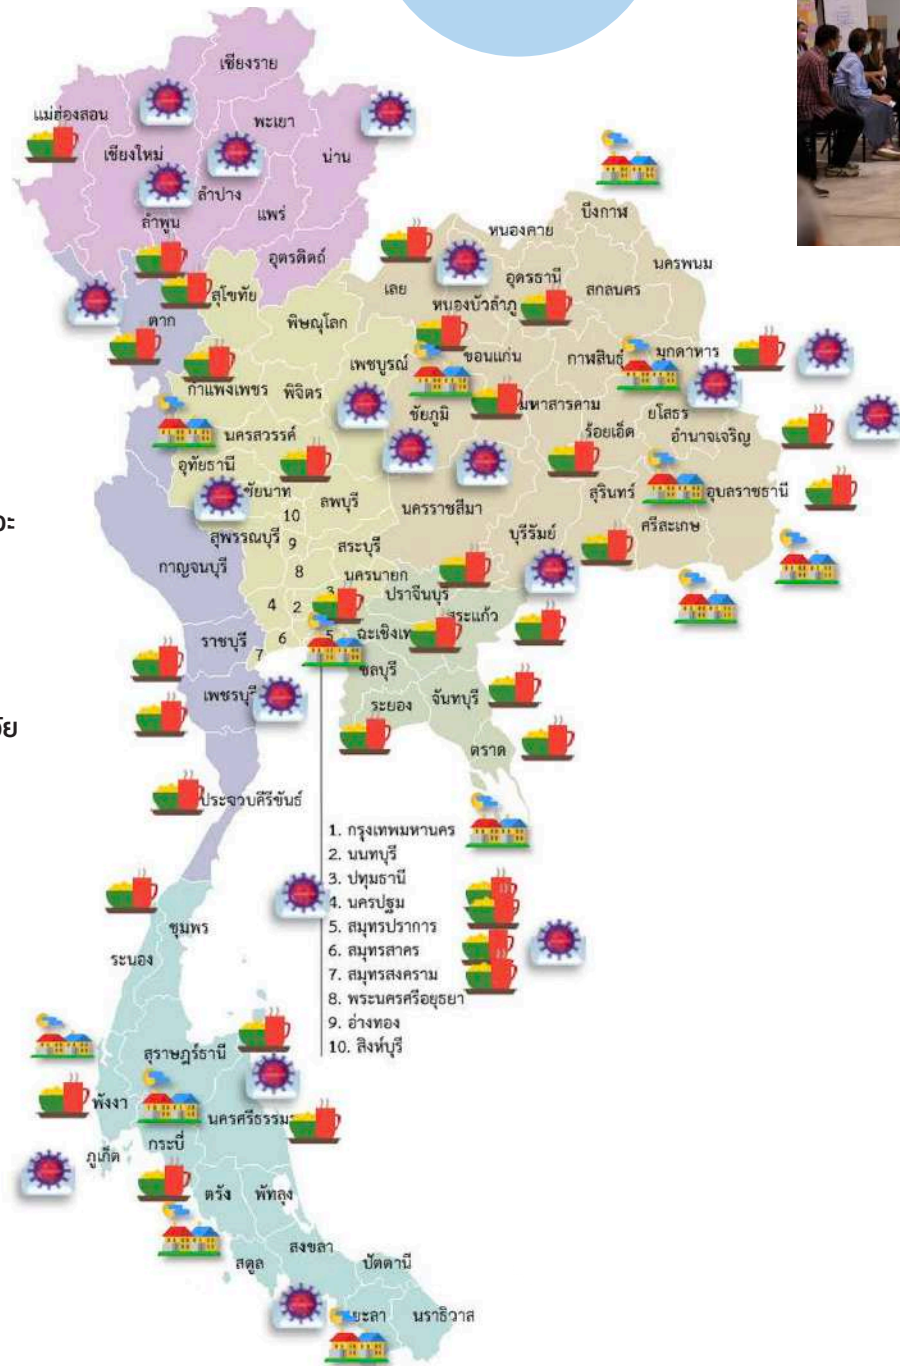 เชียงราย
แม่ฮ่องสอน
พะเยา
เชียงใหม่
น่าน
ลำปาง
ลำพูน
แพร่
อุตรดิตถ์
สุโขทัย
ตาก
พิษณุโลก
กำแพงเพชร
พิจิตร
เพชบูรณ์
นครสวรรค์
อุทัยธานี
ชัยนาท
ลพบุรี
10
สุพรรณบุรี
9
สระบุรี
กาญจนบุรี
8
นครนายก
4
2
3
6
5
7
บึงกาฬ
หนองคาย
นครพนม
เลย
อุดรธานี
สกลนคร
หนองบัวลำภู
ขอนแก่น
กาฬสินธุ์
มุกดาหาร
ชัยภูมิ
มหาสารคาม
ยโสธร
ร้อยเอ็ด
อำนาจเจริญ
นครราชสีมา
สุรินทร์
อุบลราชธานี
บุรีรัมย์
ศรีสะเกษ
ปราจีนบุรี
สระแก้ว
ฉะเชิงเท
ชลบุรี
ระยอง
จันทบุรี
ตราด
ราชบุรี
เพชรบุรี
ประจวบคีรีขันธ์
1. กรุงเทพมหานคร
2. นนทบุรี
3. ปทุมธานี
4. นครปฐม
5. สมุทรปราการ
6. สมุทรสาคร
7. สมุทรสงคราม
8. พระนครศรีอยุธยา
9. อ่างทอง
10. สิงห์บุรี
ชุมพร
ระนอง
สุราษฎร์ธานี
พังงา
นครศรีธรรม
กระบี่
ภูเก็ต
ตรัง
พัทลุง
สงขลา
สตูล
ปัตตานี
ยะลา
นราธิวาส